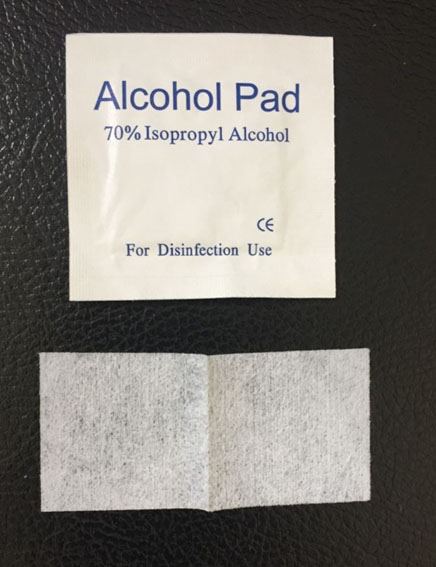 Alcohol Pad
70% Isopropyl Alcohol
CE
For Disinfection Use